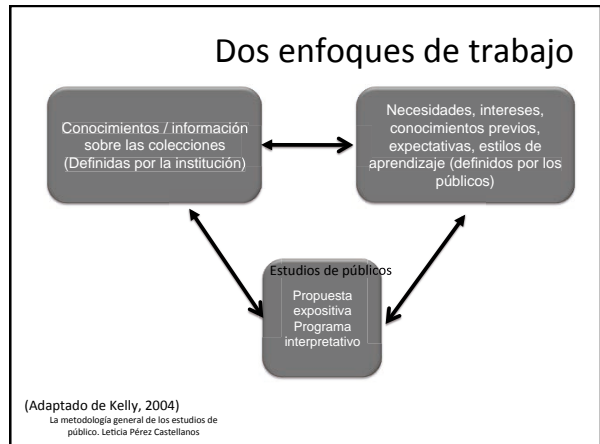 Dos enfoques de trabajo
Conocimientos / información
sobre las colecciones
(Definidas por la institución)
Necesidades, intereses,
conocimientos previos,
expectativas, estilos de
aprendizaje (definidos por los
públicos)
Estudios de públicos
Propuesta
expositiva
Programa
interpretativo
(Adaptado de Kelly, 2004)
La metodología general de los estudios de
público. Leticia Pérez Castellanos